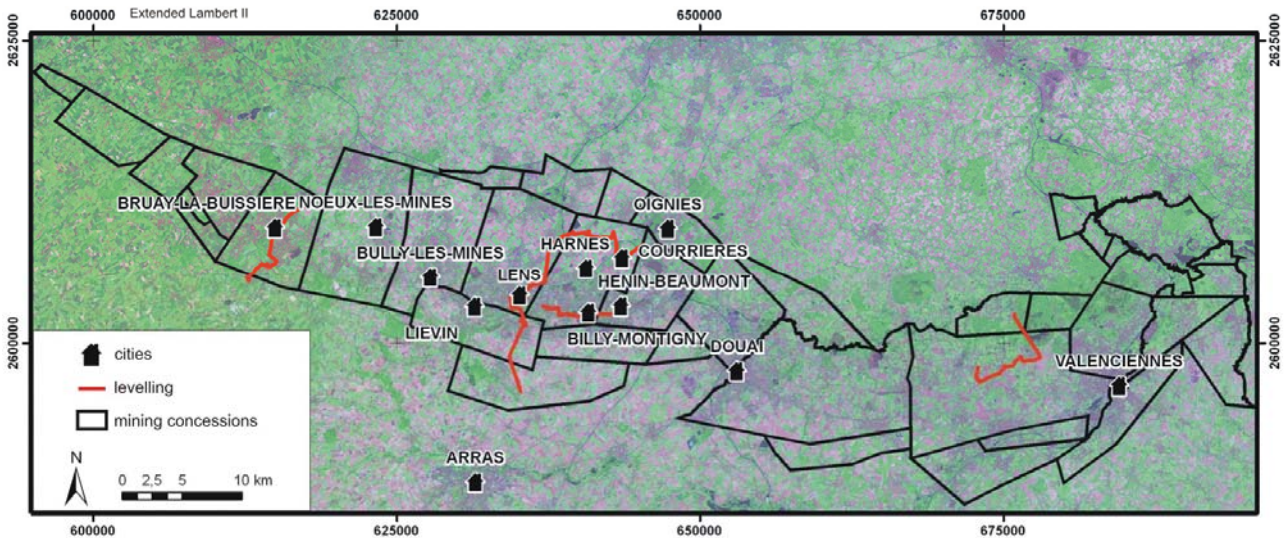 600000 Extended Lambert II 625000 650000 675000
2625000 2625000
BRUAY-LA-BUISSIERE NOEUX-LES-MINES
OIGNIES
HARNES COURRIERES
BULLY-LES-MINES
LENS
HENIN-BEAUMONT
LIEVIN
BILLY-MONTIGNY
2600000 2600000
DOUAI
VALENCIENNES
ARRAS
cities
levelling
mining concessions
N
0 2,5 5 10 km
600000 625000 650000 675000